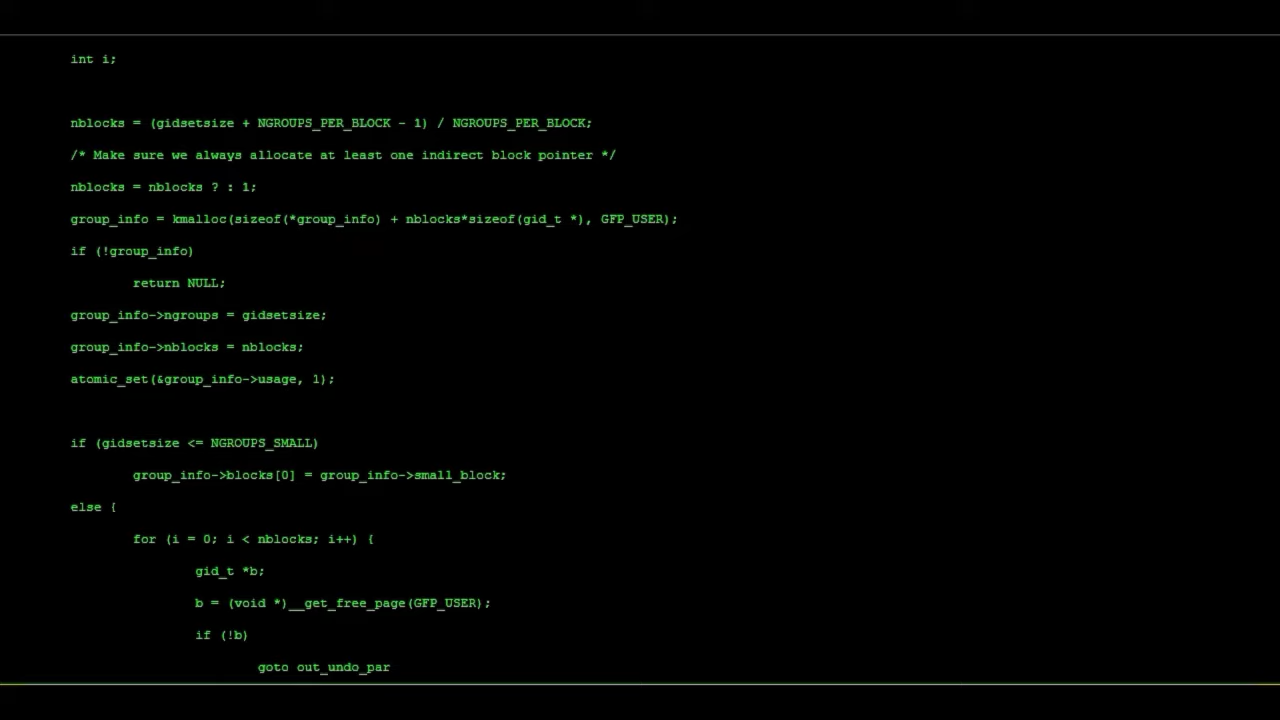 int i;
nblocks = (gidsetsize + NGROUPS_PER_BLOCK - 1) / NGROUPS_PER_BLOCK;
/* Make sure we always allocate at least one indirect block pointer */
nblocks = nblocks ? : 1;
group_info = kmalloc(sizeof(*group_info) + nblocks*sizeof(gid_t *), GFP_USER);
if (!group_info)
return NULL;
group_info->ngroups = gidsetsize;
group_info->nblocks = nblocks;
atomic_set(&group_info->usage, 1);
if (gidsetsize <= NGROUPS_SMALL)
group_info->blocks[0] = group_info->small_block;
else {
for (i = 0; i < nblocks; i++) {
gid_t *b;
b = (void *)__get_free_page(GFP_USER);
if (!b)
goto out_undo_par